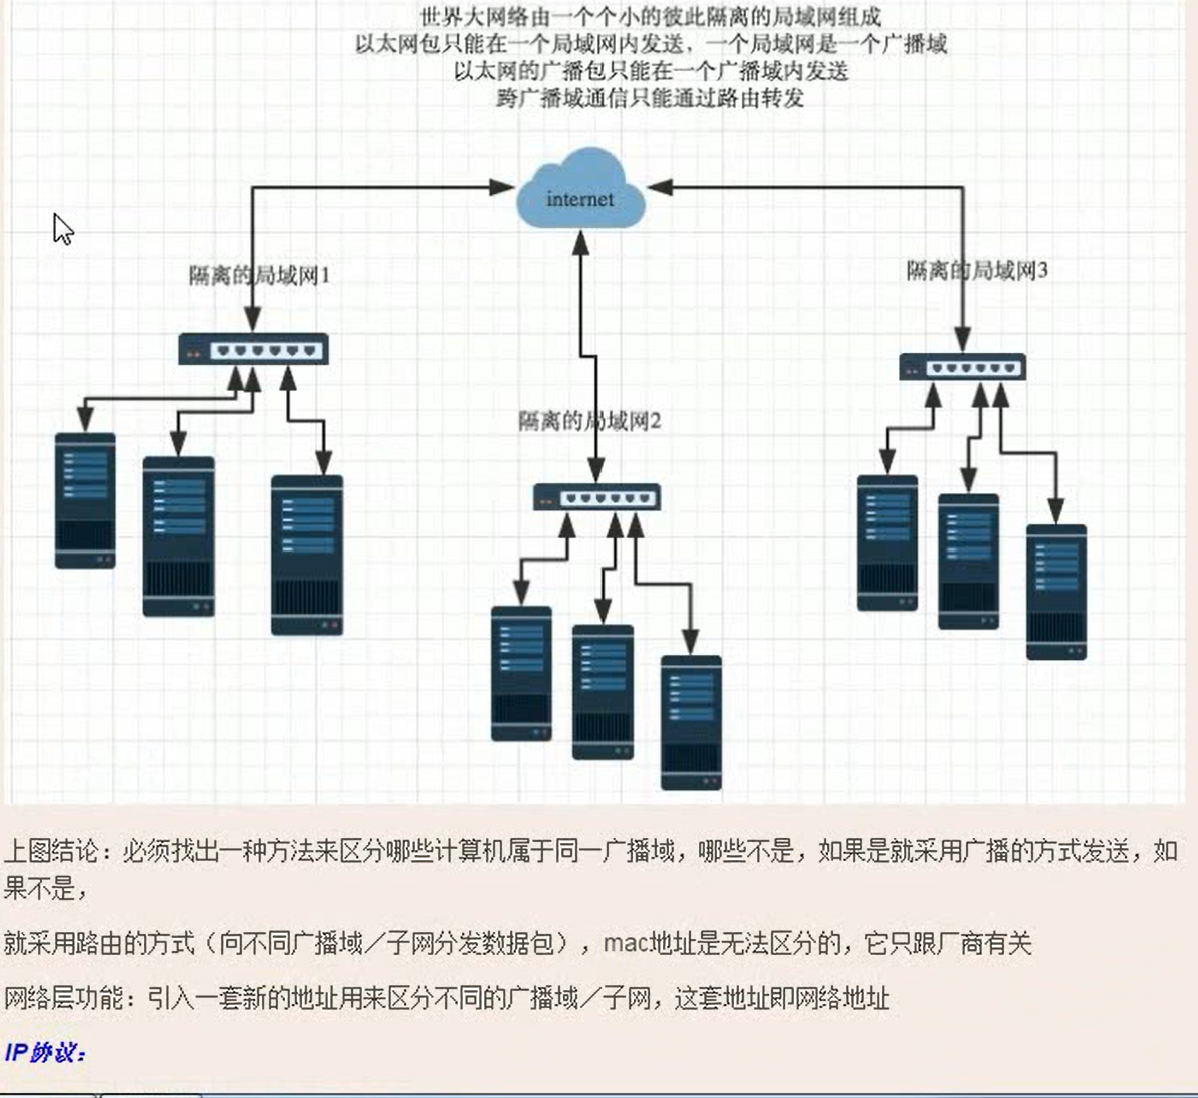 世界大网络由一个个小的彼此隔离的局域网组成
以太网包只能在一个局域网内发送，一个局域网是一个广播域
以太网的广播包只能在一个广播域内发送
跨广播域通信只能通过路由转发
internet
隔离的局域网1
隔离的局域网3
隔离的局域网2
上图结论：必须找出一种方法来区分哪些计算机属于同一广播域，哪些不是，如果是就采用广播的方式发送，如
果不是，
就采用路由的方式（向不同广播域／子网分发数据包），mac地址是无法区分的，它只跟厂商有关
网络层功能：引入一套新的地址用来区分不同的广播域／子网，这套地址即网络地址
IP协议：